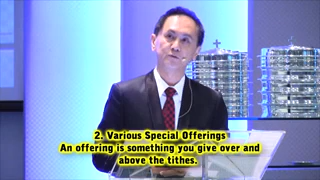 2. Various Special Offerings
An offering is something you give over and
above the tithes.